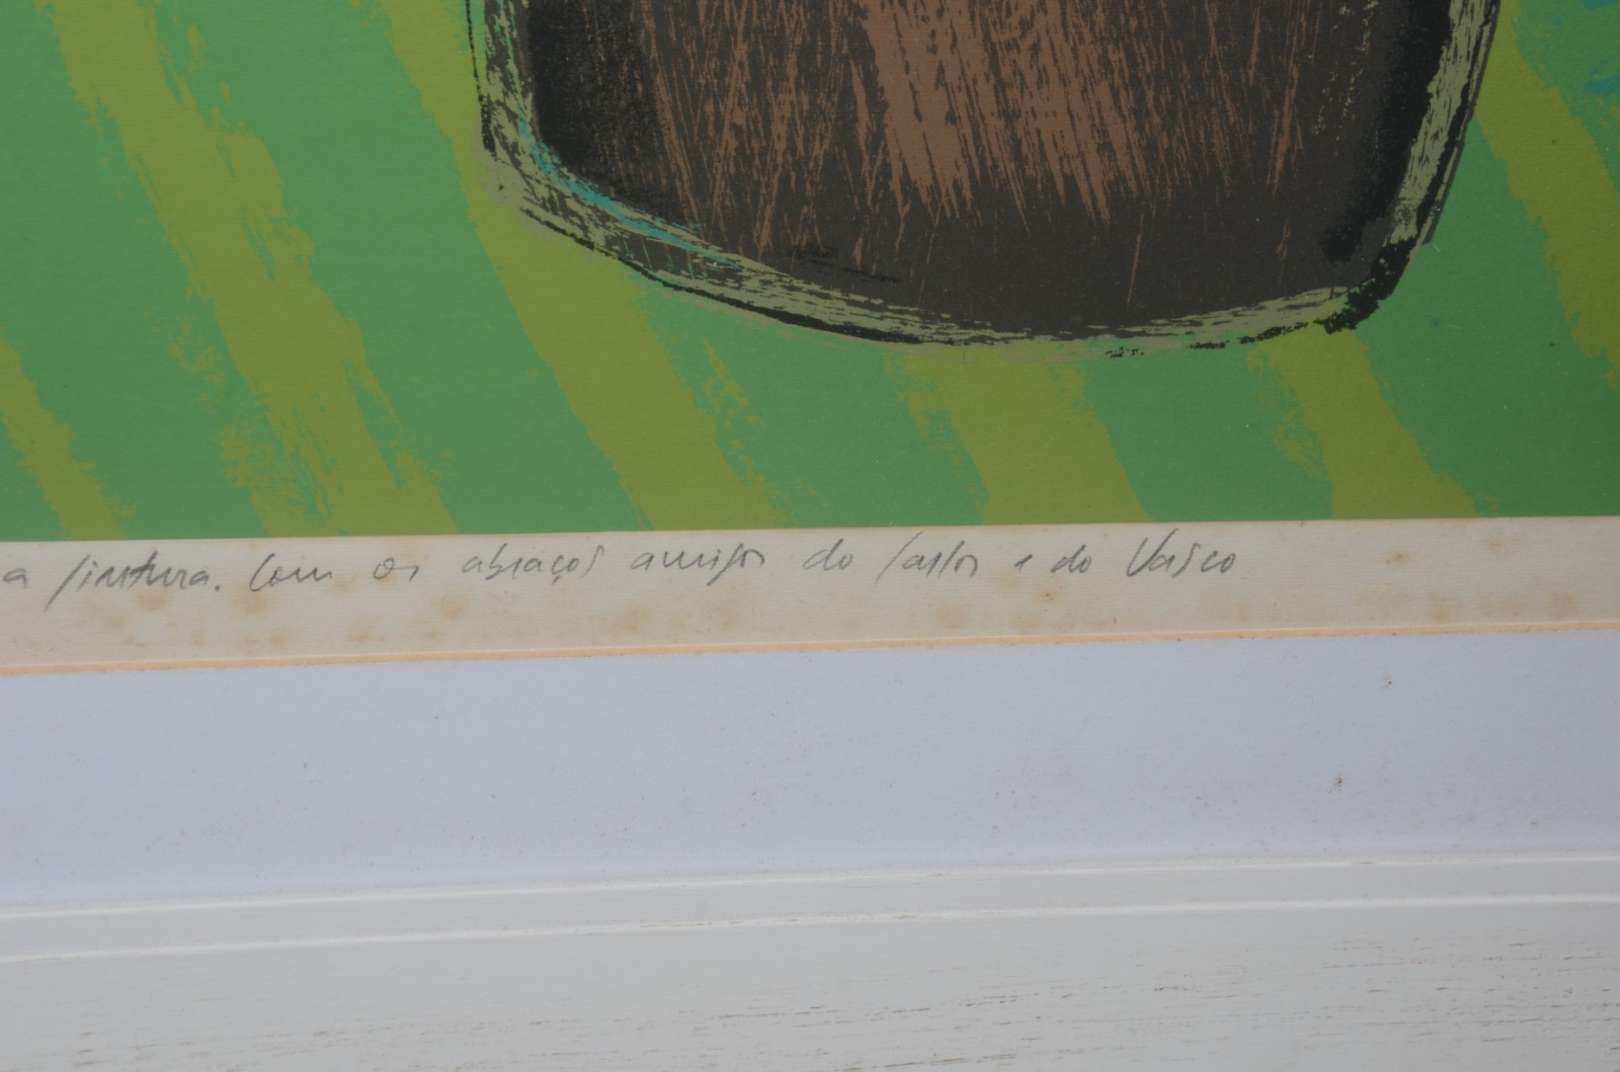 a pintura. Com os abraços amigos do Carlos e do Vasco